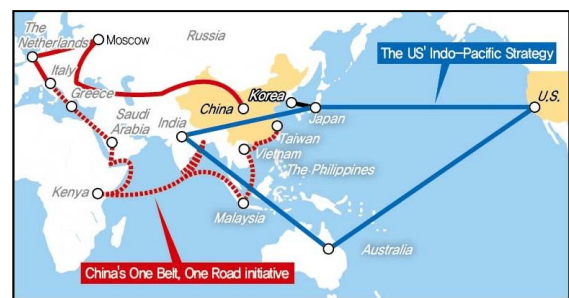 The
Netherlands
Moscow
Russia
The US' Indo-Pacific Strategy
Italy
Greece
Saudi
Arabia
China
Korea
Japan
U.S.
India
Taiwan
Vietnam
The Philippines
Kenya
Malaysia
Australia
China's One Belt, One Road initiative